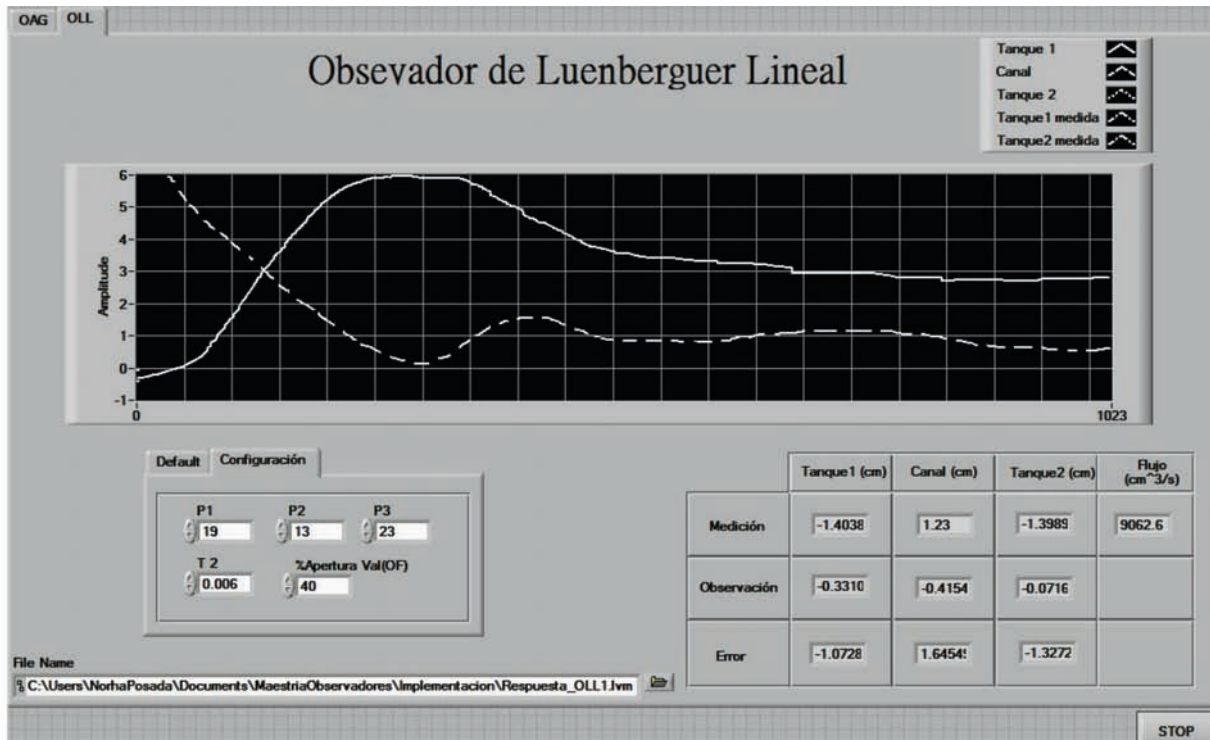 OAG OLL
Obsevador de Luenberguer Lineal
Tanque 1
Canal
Tanque 2
Tanque1 medida
Tanque2 medida
Amplitude
6
5
4
3
2
1
0
-1
0 1023
Default Configuración
P1 P2 P3
19 13 23
T 2 %Apertura Val(OF)
0.006 40
Tanque1 (cm) Canal (cm) Tanque2 (cm) Flujo (cm^3/s)
Medición -1.4038 1.23 -1.3989 9062.6
Observación -0.3310 -0.4154 -0.0716
Error -1.0728 -1.3272
File Name
C:\Users\NorhaPosada\Documents\MaestriaObservadores\Implementacion\Respuesta_OLL1.lvm
STOP